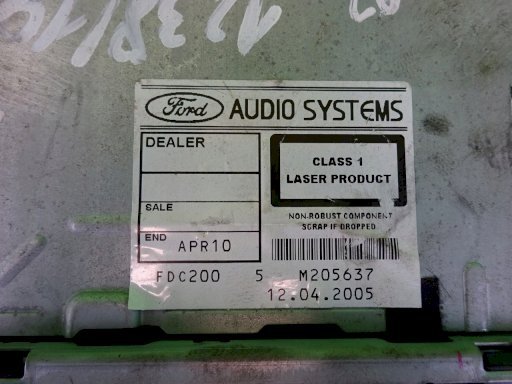 Ford AUDIO SYSTEMS
DEALER
CLASS 1
LASER PRODUCT
SALE
NON-ROBUST COMPONENT
SCRAP IF DROPPED
END APR10
FDC200 5 M205637
12.04.2005